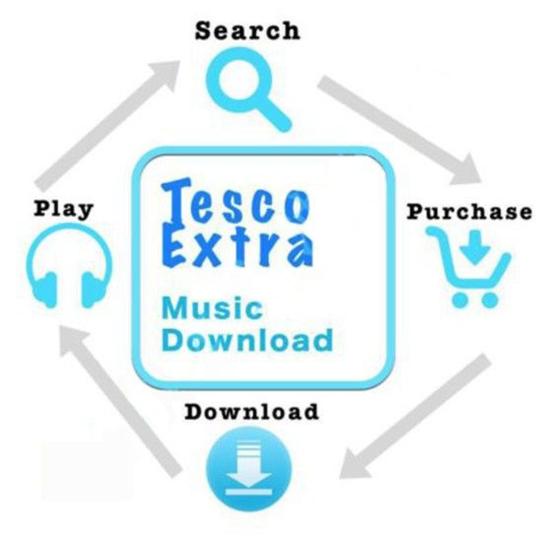 Search
Play
Purchase
Tesco
Extra
Music
Download
Download